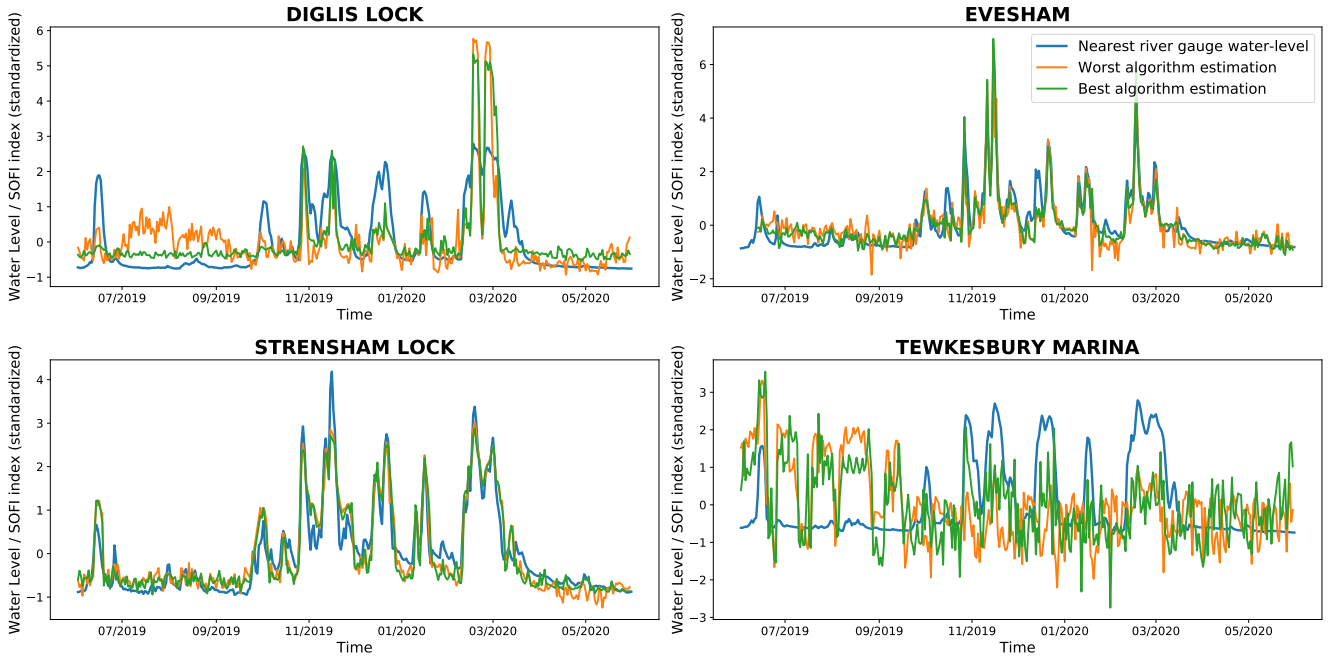 DIGLIS LOCK
Water Level / SOFI index (standardized)
6
5
4
3
2
1
0
−1
07/2019 09/2019 11/2019 01/2020 03/2020 05/2020
Time
EVESHAM
Water Level / SOFI index (standardized)
Nearest river gauge water-level
Worst algorithm estimation
Best algorithm estimation
6
4
2
0
−2
07/2019 09/2019 11/2019 01/2020 03/2020 05/2020
Time
STRENSHAM LOCK
Water Level / SOFI index (standardized)
4
3
2
1
0
−1
07/2019 09/2019 11/2019 01/2020 03/2020 05/2020
Time
TEWKESBURY MARINA
Water Level / SOFI index (standardized)
3
2
1
0
−1
−2
−3
07/2019 09/2019 11/2019 01/2020 03/2020 05/2020
Time